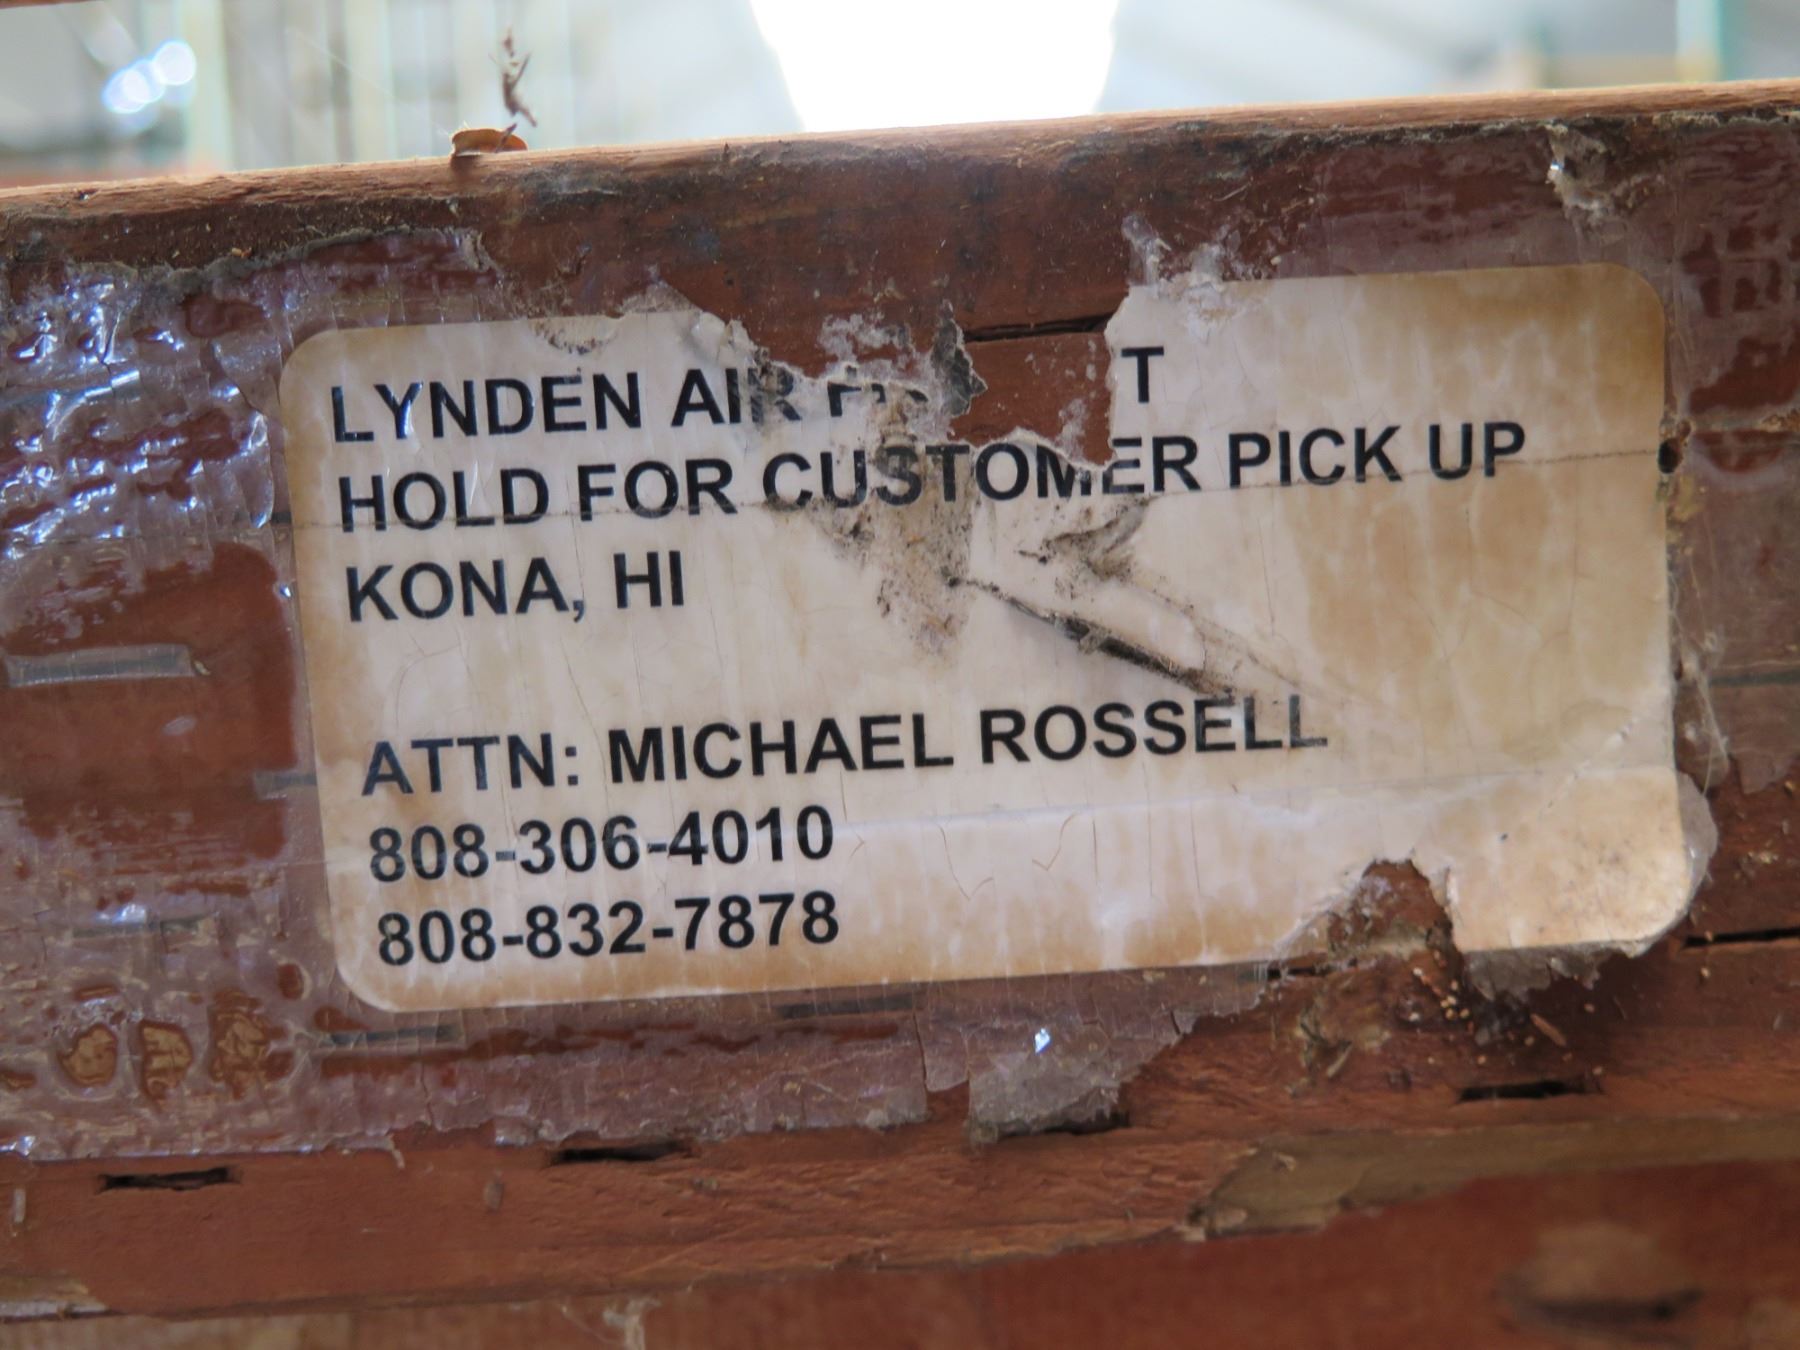 LYNDEN AIR
HOLD FOR CUSTOMER PICK UP
KONA, HI
ATTN: MICHAEL ROSSELL
808-306-4010
808-832-7878